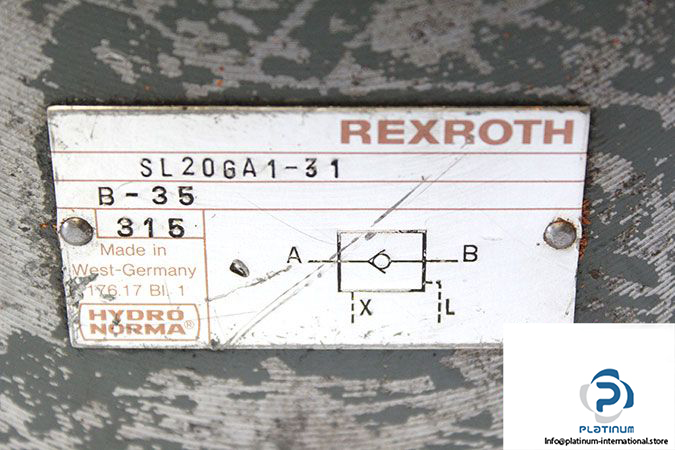 REXROTH
SL20GA1-31
B-35
315
Made in
West-Germany
176.17 Bl. 1
HYDRO
NORMA®
A
B
X
L
PLATINUM
Info@platinum-international.store